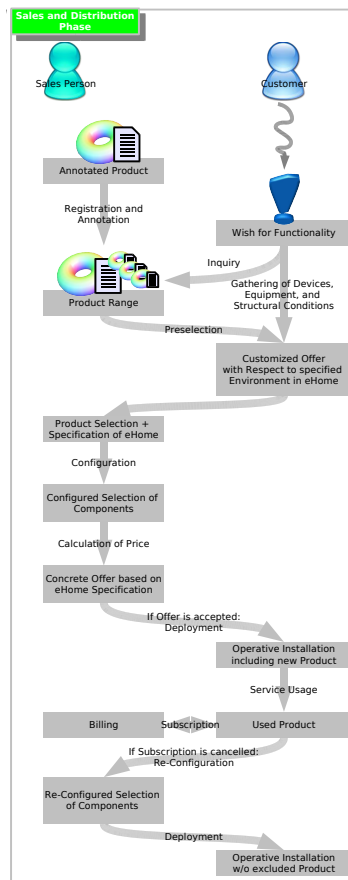 Sales and Distribution
Phase
Sales Person
Customer
Annotated Product
Registration and
Annotation
Wish for Functionality
Inquiry
Gathering of Devices,
Equipment, and
Structural Conditions
Product Range
Preselection
Customized Offer
with Respect to specified
Environment in eHome
Product Selection +
Specification of eHome
Configuration
Configured Selection of
Components
Calculation of Price
Concrete Offer based on
eHome Specification
If Offer is accepted:
Deployment
Operative Installation
including new Product
Service Usage
Billing
Subscription
Used Product
If Subscription is cancelled:
Re-Configuration
Re-Configured Selection
of Components
Deployment
Operative Installation
w/o excluded Product